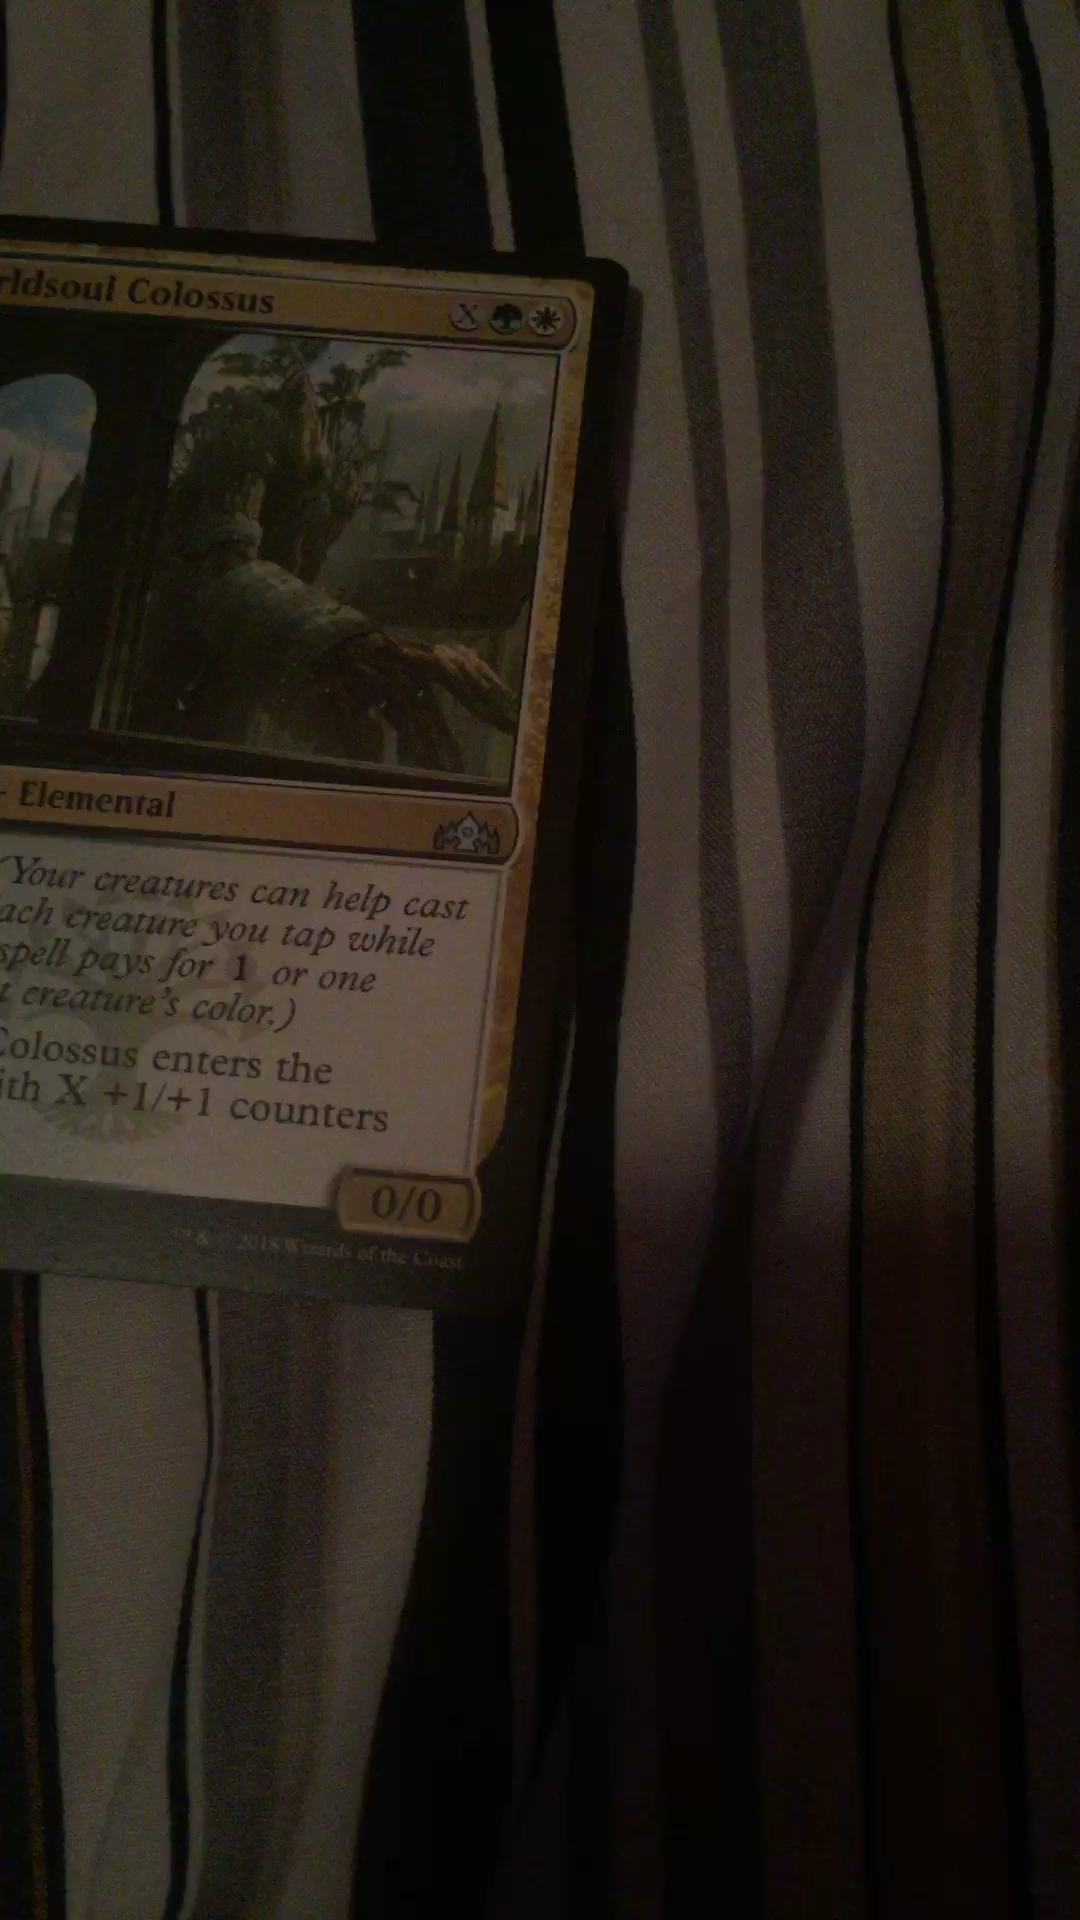 rldsoul Colossus X
- Elemental
(Your creatures can help cast
ach creature you tap while
spell pays for 1 or one
t creature's color.)
Colossus enters the
ith X +1/+1 counters
0/0
™ & © 2018 Wizards of the Coast